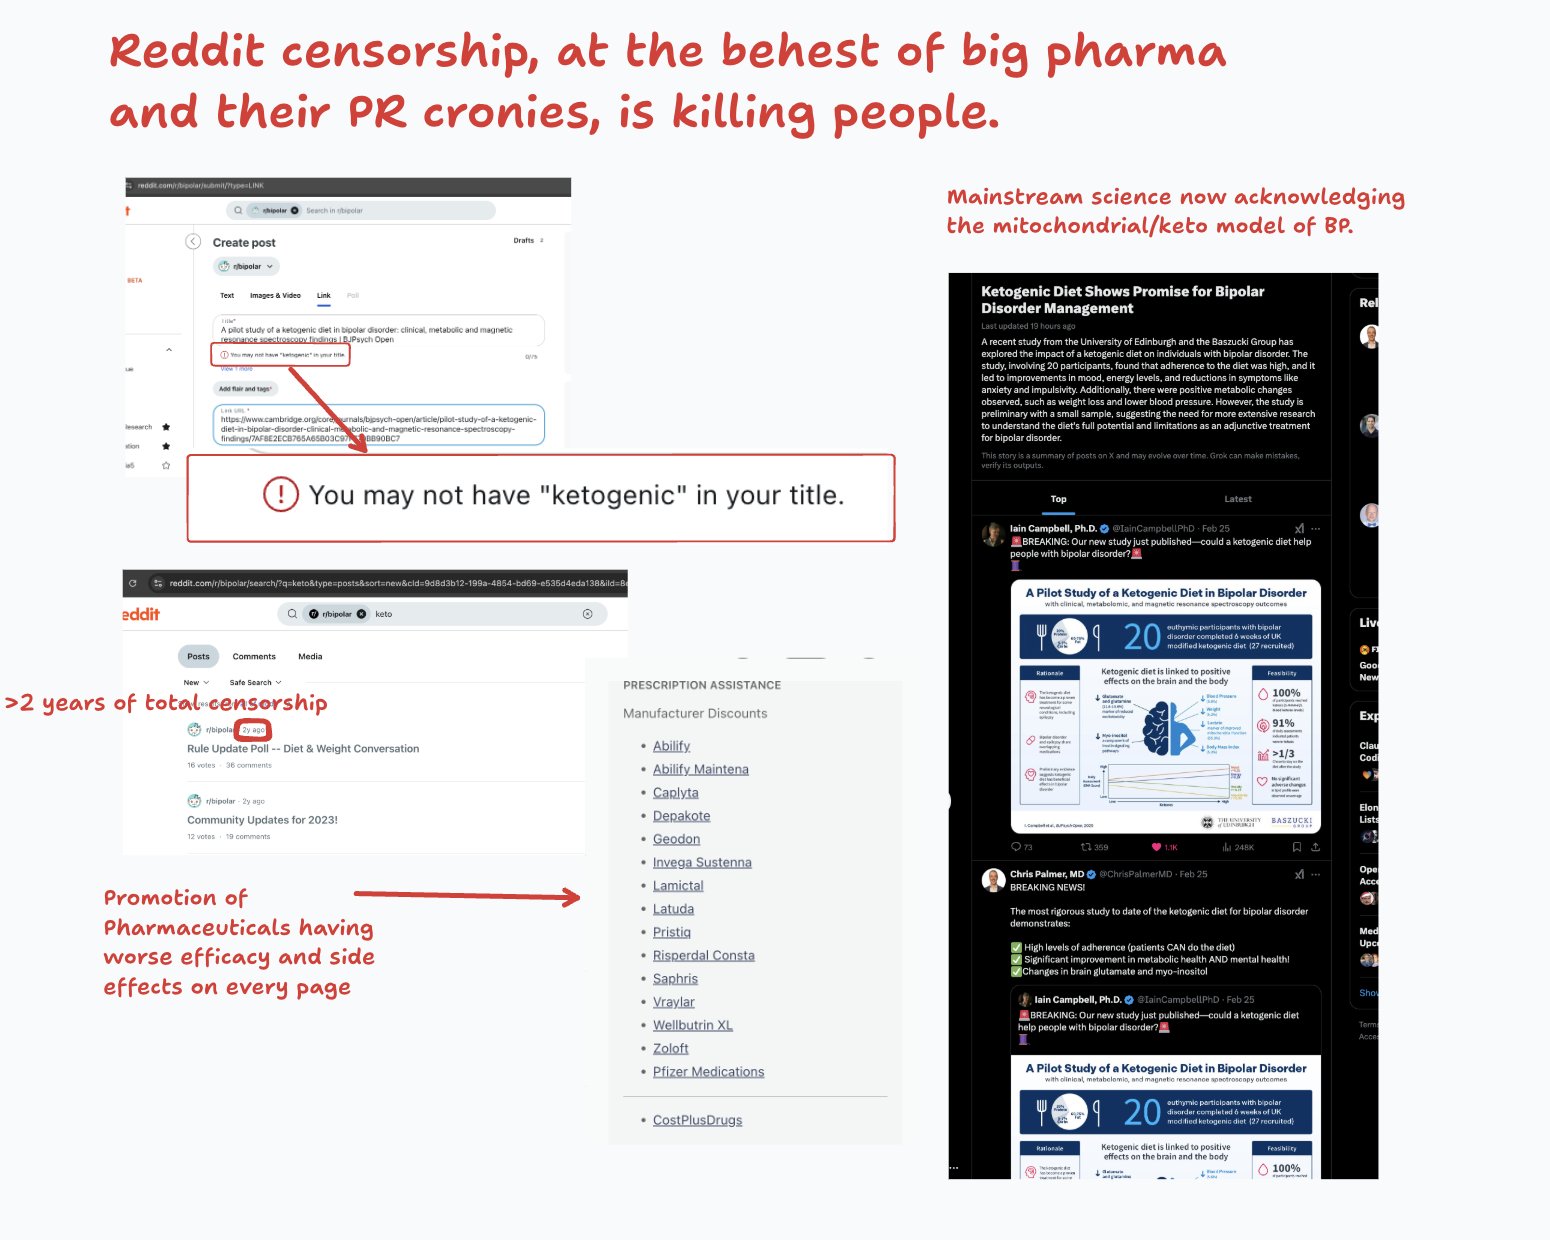 Reddit censorship, at the behest of big pharma
and their PR cronies, is killing people.
reddit.com/r/bipolar/submit/?type=LINK
r/bipolar
Search in r/bipolar
Create post
Drafts
r/bipolar
BETA
Text
Images & Video
Link
Poll
Title*
A pilot study of a ketogenic diet in bipolar disorder: clinical, metabolic and magnetic
resonance spectroscopy findings | BJPsych Open
You may not have "ketogenic" in your title.
0/75
View 1 more
Add flair and tags*
Link URL *
https://www.cambridge.org/core/journals/bjpsych-open/article/pilot-study-of-a-ketogenic-
diet-in-bipolar-disorder-clinical-metabolic-and-magnetic-resonance-spectroscopy-
You may not have "ketogenic" in your title.
reddit.com/r/bipolar/search/?q=keto&type=posts&sort=new&cId=9d8d3b12-199a-4854-bd69-e535d4eda138&iId=8e
eddit
r/bipolar
keto
Posts
Comments
Media
New
Safe Search
>2 years of total censorship
r/bipolar
2y ago
Rule Update Poll -- Diet & Weight Conversation
16 votes · 36 comments
r/bipolar · 2y ago
Community Updates for 2023!
12 votes · 19 comments
Promotion of
Pharmaceuticals having
worse efficacy and side
effects on every page
PRESCRIPTION ASSISTANCE
Manufacturer Discounts
Abilify
Abilify Maintena
Caplyta
Depakote
Geodon
Invega Sustenna
Lamictal
Latuda
Pristiq
Risperdal Consta
Saphris
Vraylar
Wellbutrin XL
Zoloft
Pfizer Medications
CostPlusDrugs
Mainstream science now acknowledging
the mitochondrial/keto model of BP.
Ketogenic Diet Shows Promise for Bipolar
Disorder Management
Last updated 19 hours ago
A recent study from the University of Edinburgh and the Baszucki Group has
explored the impact of a ketogenic diet on individuals with bipolar disorder. The
study, involving 20 participants, found that adherence to the diet was high, and it
led to improvements in mood, energy levels, and reductions in symptoms like
anxiety and impulsivity. Additionally, there were positive metabolic changes
observed, such as weight loss and lower blood pressure. However, the study is
preliminary with a small sample, suggesting the need for more extensive research
to understand the diet's full potential and limitations as an adjunctive treatment
for bipolar disorder.
This story is a summary of posts on X and may evolve over time. Grok can make mistakes,
verify its outputs.
Top
Latest
Iain Campbell, Ph.D. @IainCampbellPhD · Feb 25
🚨BREAKING: Our new study just published—could a ketogenic diet help
people with bipolar disorder?🚨
A Pilot Study of a Ketogenic Diet in Bipolar Disorder
with clinical, metabolomic, and magnetic resonance spectroscopy outcomes
20
euthymic participants with bipolar
disorder completed 6 weeks of UK
modified ketogenic diet (27 recruited)
Rationale
Ketogenic diet is linked to positive
effects on the brain and the body
Feasibility
Glutamate
and glutamine
Blood Pressure
Weight
Lactate
Body Mass Index
Myo-inositol
100%
91%
>1/3
No significant
adverse changes
High
Low
Ketones
THE UNIVERSITY
of EDINBURGH
BASZUCKI
GROUP
73
359
1.1K
248K
Chris Palmer, MD @ChrisPalmerMD · Feb 25
BREAKING NEWS!
The most rigorous study to date of the ketogenic diet for bipolar disorder
demonstrates:
✅ High levels of adherence (patients CAN do the diet)
✅ Significant improvement in metabolic health AND mental health!
✅Changes in brain glutamate and myo-inositol
Iain Campbell, Ph.D. @IainCampbellPhD · Feb 25
🚨BREAKING: Our new study just published—could a ketogenic diet
help people with bipolar disorder?🚨
A Pilot Study of a Ketogenic Diet in Bipolar Disorder
with clinical, metabolomic, and magnetic resonance spectroscopy outcomes
20
euthymic participants with bipolar
disorder completed 6 weeks of UK
modified ketogenic diet (27 recruited)
Rationale
Ketogenic diet is linked to positive
effects on the brain and the body
Feasibility
Glutamate
Blood Pressure
100%